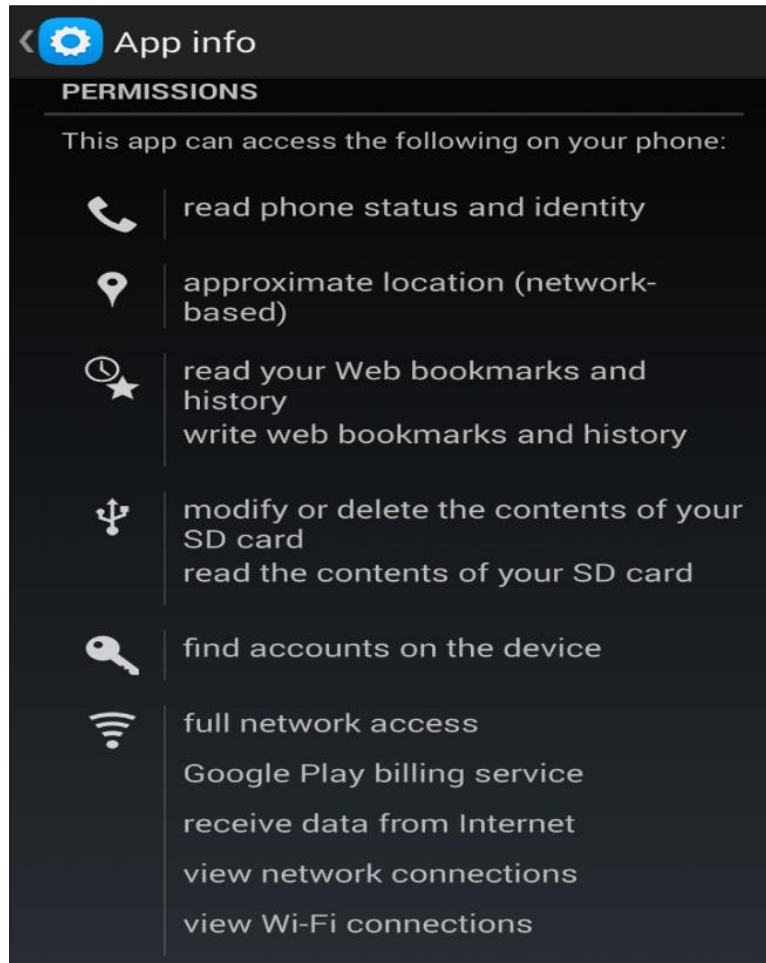 App info
PERMISSIONS
This app can access the following on your phone:
read phone status and identity
approximate location (network-
based)
read your Web bookmarks and
history
write web bookmarks and history
modify or delete the contents of your
SD card
read the contents of your SD card
find accounts on the device
full network access
Google Play billing service
receive data from Internet
view network connections
view Wi-Fi connections